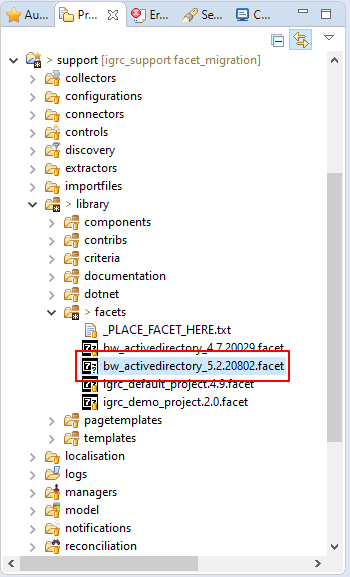 Au...
Pr...
Er...
Se...
> support [igrc_support facet_migration]
collectors
configurations
connectors
controls
discovery
extractors
importfiles
> library
components
contribs
criteria
documentation
dotnet
> facets
_PLACE_FACET_HERE.txt
bw_activedirectory_4.7.20029.facet
bw_activedirectory_5.2.20802.facet
igrc_default_project.4.9.facet
igrc_demo_project.2.0.facet
pagetemplates
templates
localisation
logs
managers
model
notifications
reconciliation